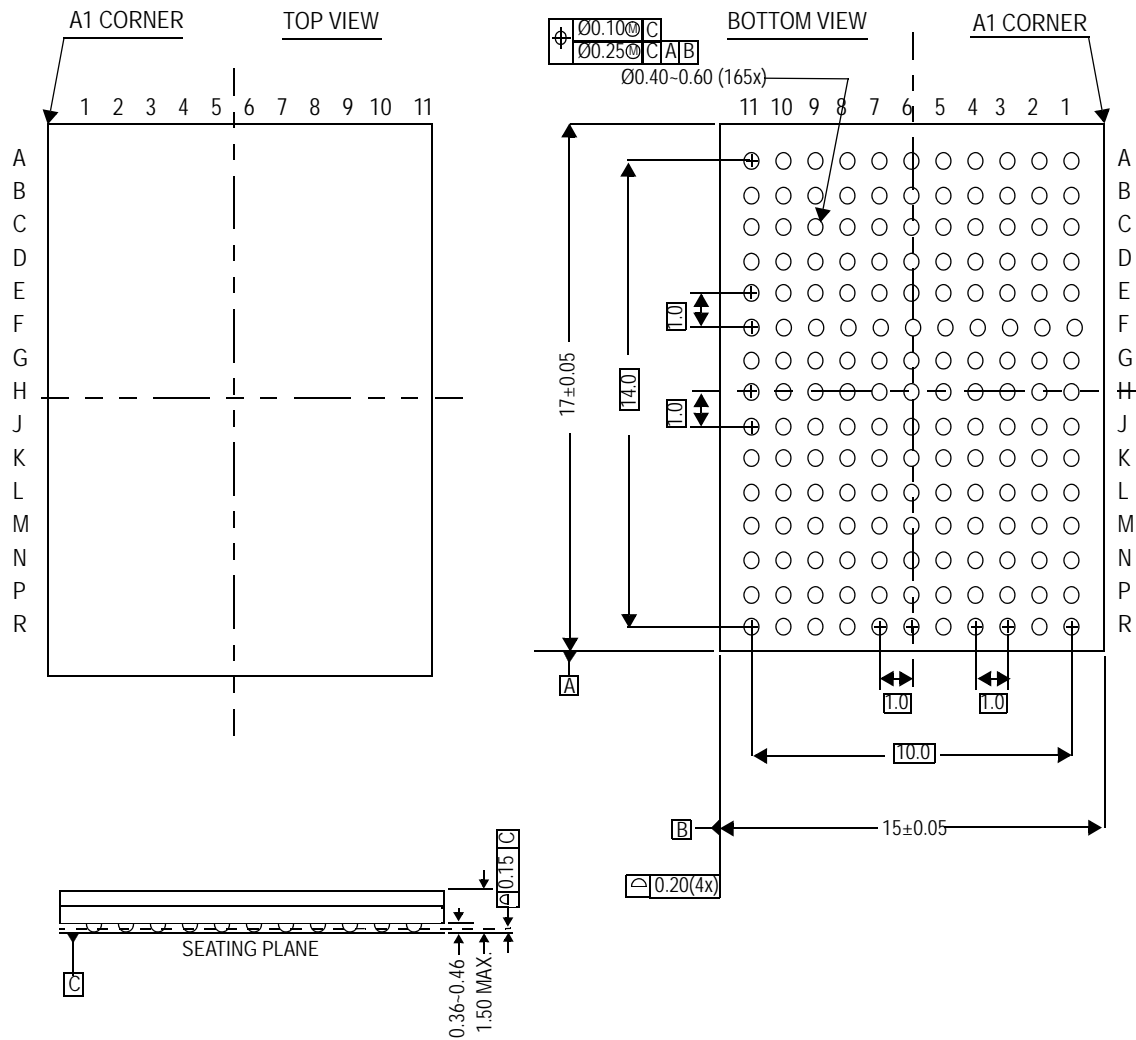 A1 CORNER
TOP VIEW
1 2 3 4 5 6 7 8 9 10 11
A
B
C
D
E
F
G
H
J
K
L
M
N
P
R
Ø0.10Ⓜ C
Ø0.25Ⓜ C A B
BOTTOM VIEW
A1 CORNER
Ø0.40~0.60 (165x)
11 10 9 8 7 6 5 4 3 2 1
A
B
C
D
E
F
G
H
J
K
L
M
N
P
R
1.0
1.0
14.0
17±0.05
A
1.0
1.0
10.0
B
15±0.05
0.20(4x)
0.15 C
SEATING PLANE
C
0.36~0.46
1.50 MAX.